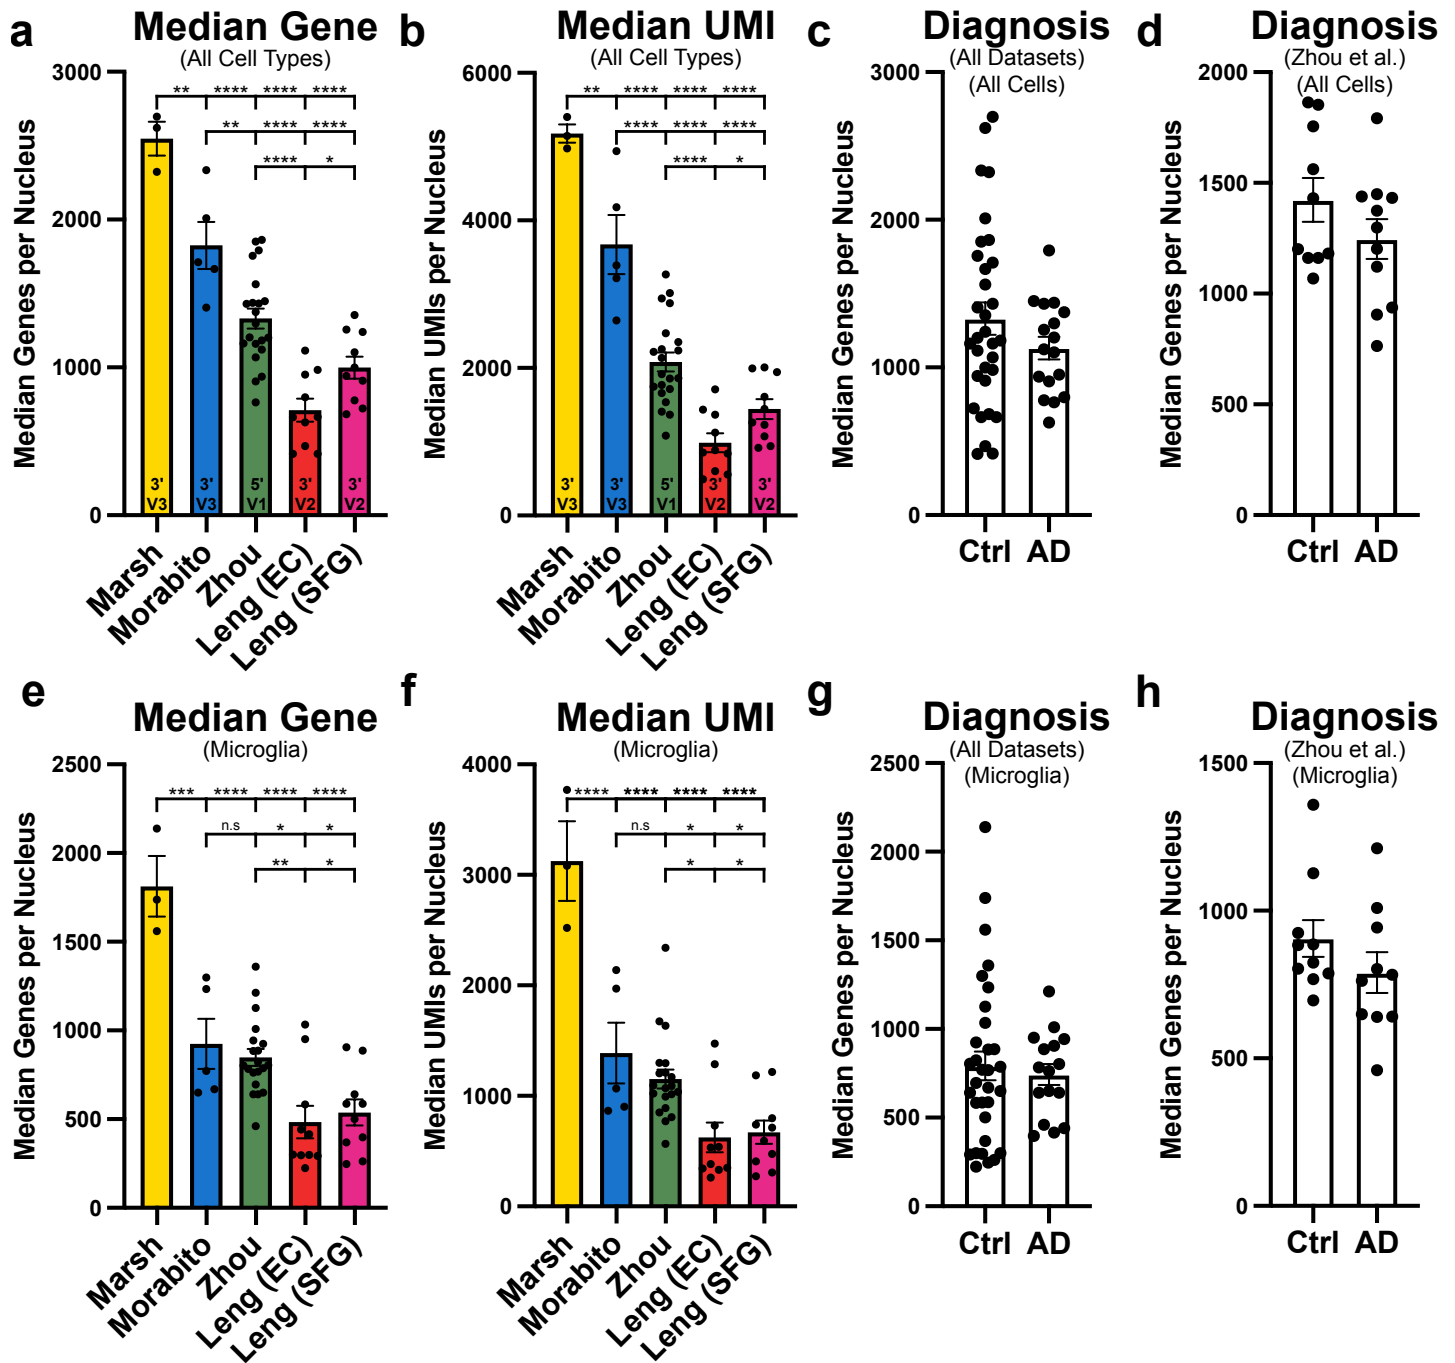 a
Median Gene
(All Cell Types)
Median Genes per Nucleus
3000
2000
1000
0
** **** **** ****
** **** ****
**** *
3' V3
3' V3
5' V1
3' V2
3' V2
Marsh
Morabito
Zhou
Leng (EC)
Leng (SFG)
b
Median UMI
(All Cell Types)
Median UMIs per Nucleus
6000
4000
2000
0
** **** **** ****
**** **** ****
**** *
3' V3
3' V3
5' V1
3' V2
3' V2
Marsh
Morabito
Zhou
Leng (EC)
Leng (SFG)
c
Diagnosis
(All Datasets)
(All Cells)
Median Genes per Nucleus
3000
2000
1000
0
Ctrl AD
d
Diagnosis
(Zhou et al.)
(All Cells)
Median Genes per Nucleus
2000
1500
1000
500
0
Ctrl AD
e
Median Gene
(Microglia)
Median Genes per Nucleus
2500
2000
1500
1000
500
0
*** **** **** ****
n.s * *
** *
Marsh
Morabito
Zhou
Leng (EC)
Leng (SFG)
f
Median UMI
(Microglia)
Median UMIs per Nucleus
4000
3000
2000
1000
0
**** **** **** ****
n.s * *
* *
Marsh
Morabito
Zhou
Leng (EC)
Leng (SFG)
g
Diagnosis
(All Datasets)
(Microglia)
Median Genes per Nucleus
2500
2000
1500
1000
500
0
Ctrl AD
h
Diagnosis
(Zhou et al.)
(Microglia)
Median Genes per Nucleus
1500
1000
500
0
Ctrl AD